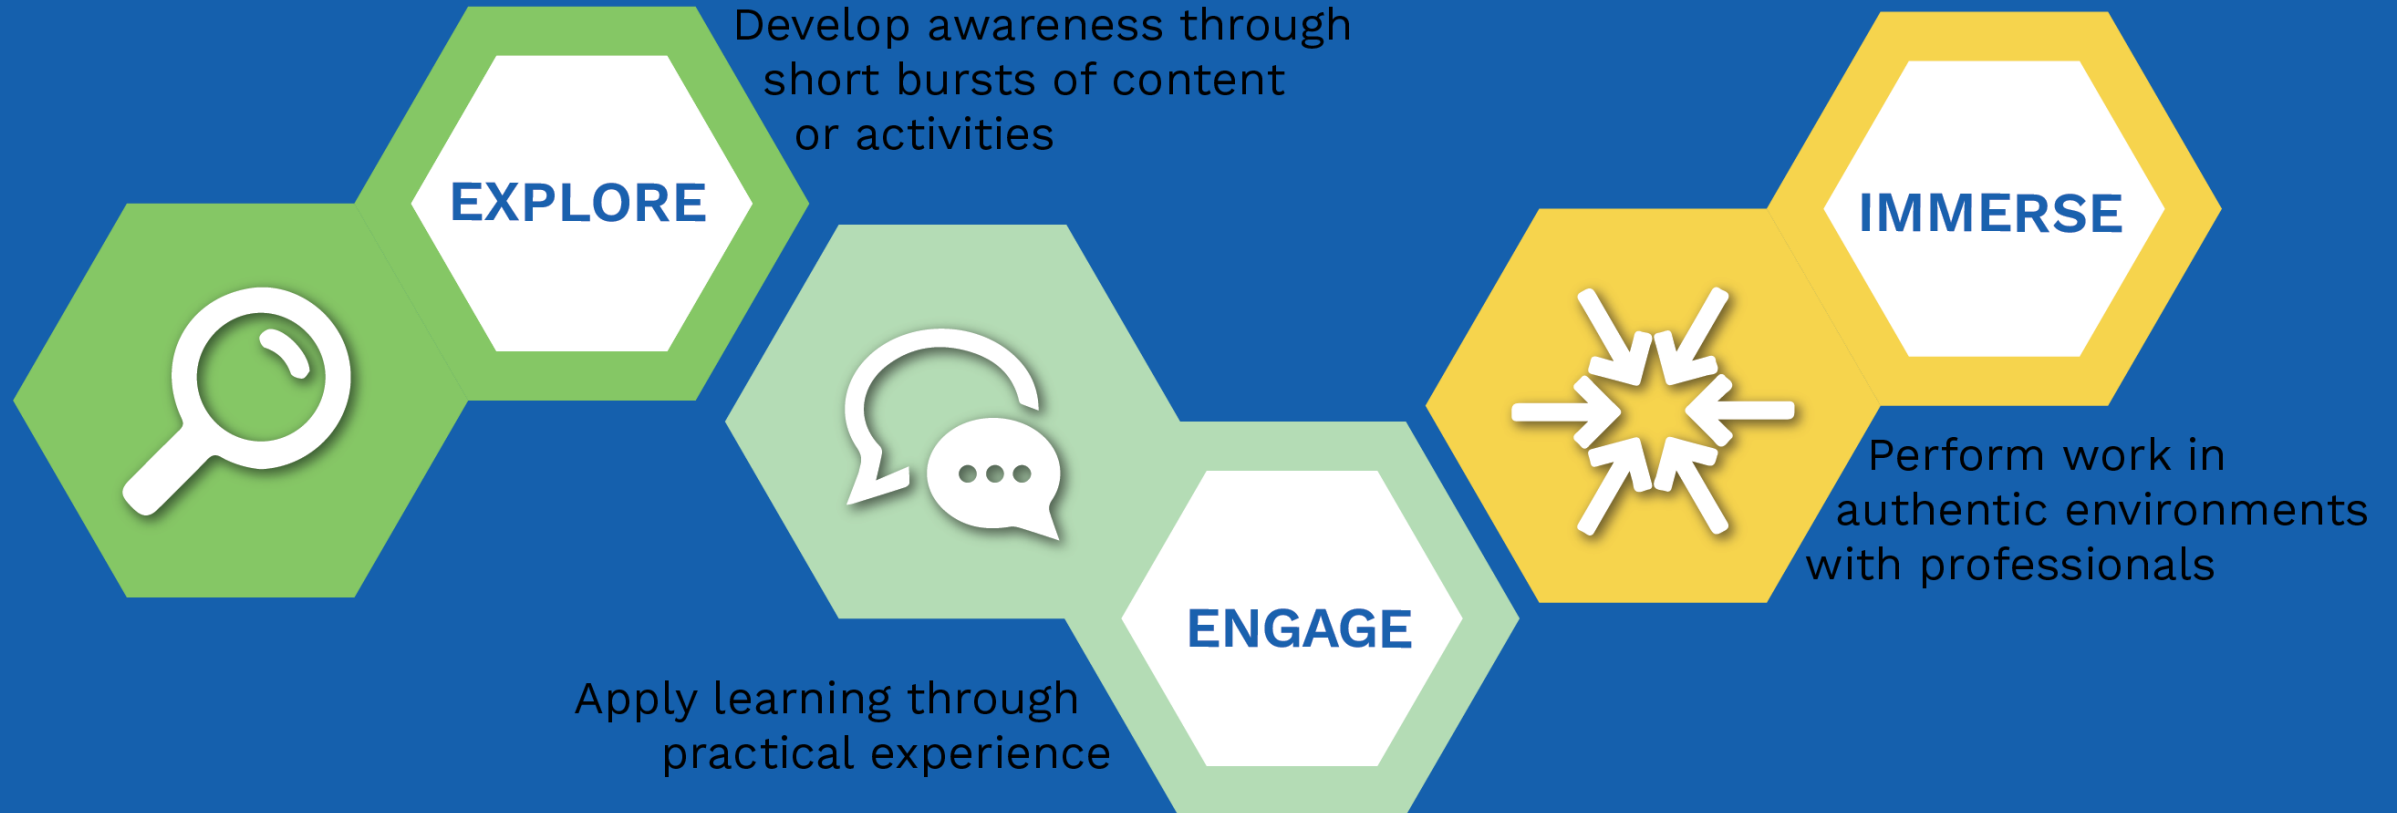 EXPLORE
Develop awareness through
short bursts of content
or activities
ENGAGE
Apply learning through
practical experience
IMMERSE
Perform work in
authentic environments
with professionals